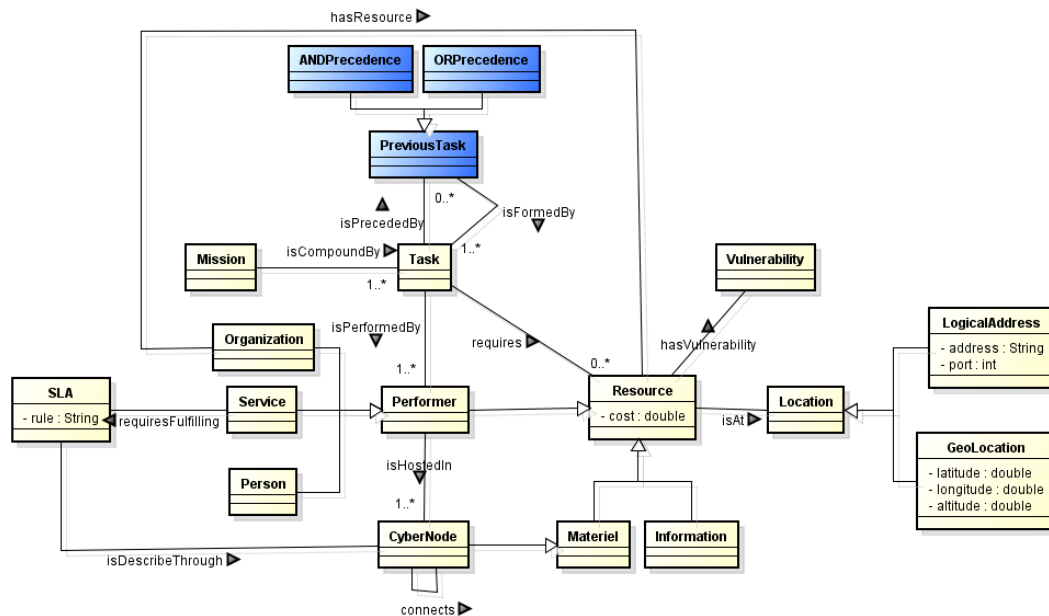 hasResource
ANDPrecedence
ORPrecedence
PreviousTask
0..*
isPrecededBy
isFormedBy
1..*
Mission
isCompoundBy
Task
Vulnerability
1..*
isPerformedBy
requires
hasVulnerability
Organization
LogicalAddress
- address : String
- port : int
1..*
0..*
SLA
- rule : String
requiresFulfilling
Service
Performer
Resource
- cost : double
isAt
Location
GeoLocation
- latitude : double
- longitude : double
- altitude : double
Person
isHostedIn
1..*
CyberNode
Materiel
Information
isDescribeThrough
connects